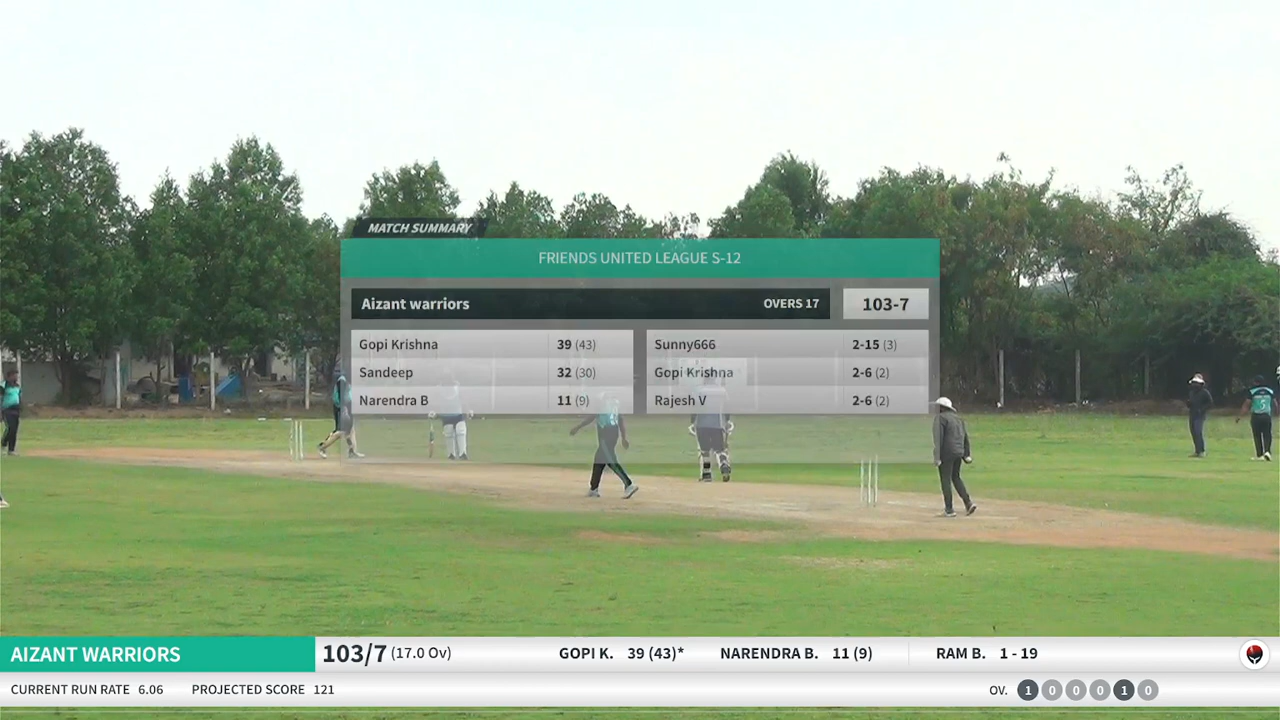 MATCH SUMMARY
FRIENDS UNITED LEAGUE S-12
Aizant warriors OVERS 17 103-7
Gopi Krishna 39 (43) Sunny666 2-15 (3)
Sandeep 32 (30) Gopi Krishna 2-6 (2)
Narendra B 11 (9) Rajesh V 2-6 (2)
AIZANT WARRIORS 103/7 (17.0 Ov) GOPI K. 39 (43)* NARENDRA B. 11 (9) RAM B. 1 - 19
CURRENT RUN RATE 6.06 PROJECTED SCORE 121 OV. 1 0 0 0 1 0